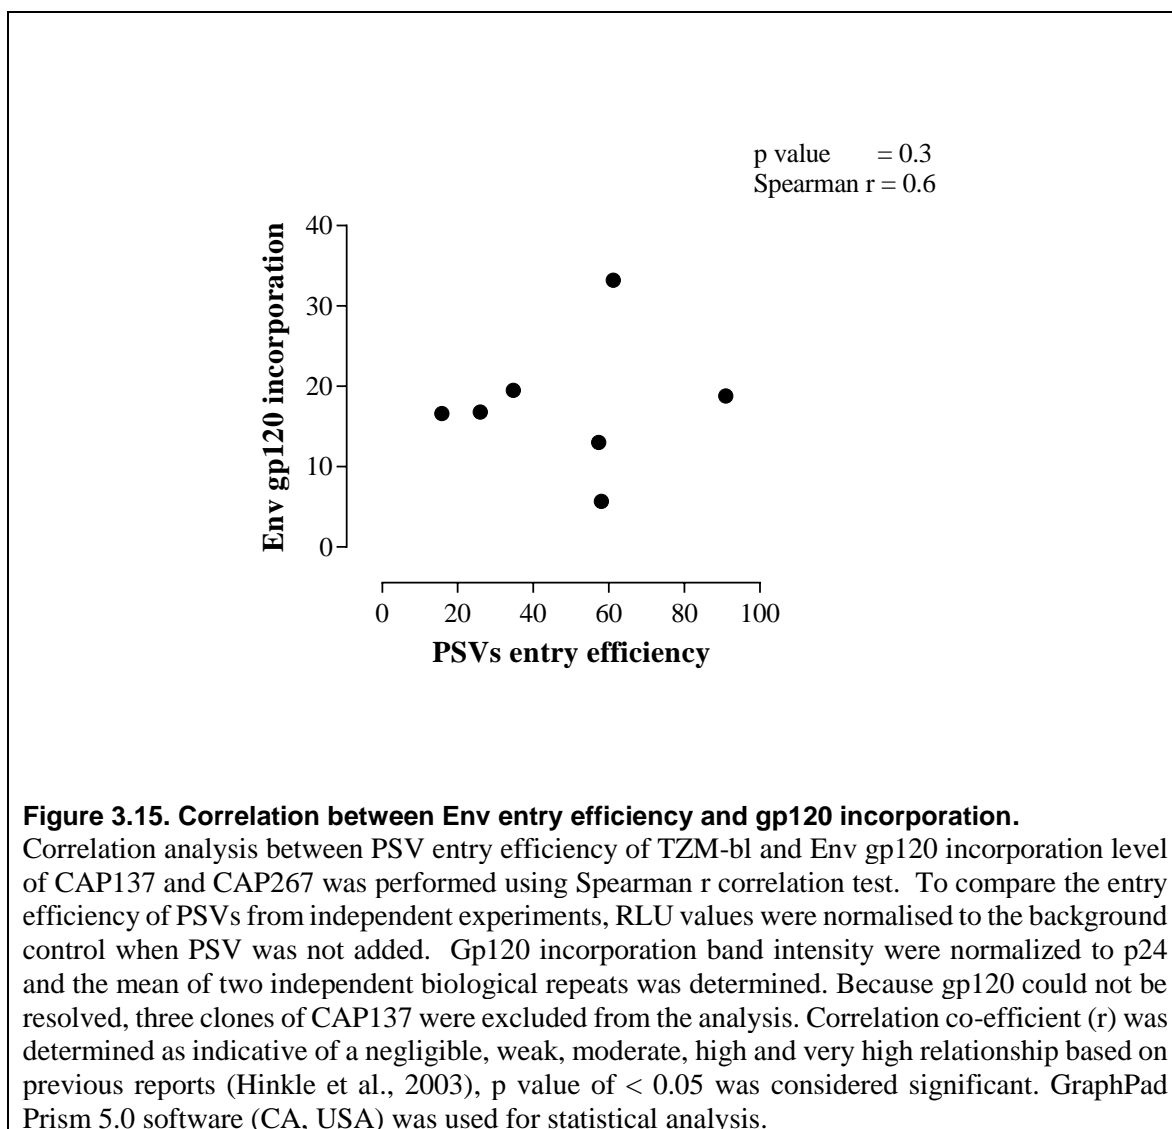 p value = 0.3
Spearman r = 0.6
Env gp120 incorporation
40
30
20
10
0
0 20 40 60 80 100
PSVs entry efficiency
Figure 3.15. Correlation between Env entry efficiency and gp120 incorporation.
Correlation analysis between PSV entry efficiency of TZM-bl and Env gp120 incorporation level
of CAP137 and CAP267 was performed using Spearman r correlation test. To compare the entry
efficiency of PSVs from independent experiments, RLU values were normalised to the background
control when PSV was not added. Gp120 incorporation band intensity were normalized to p24
and the mean of two independent biological repeats was determined. Because gp120 could not be
resolved, three clones of CAP137 were excluded from the analysis. Correlation co-efficient (r) was
determined as indicative of a negligible, weak, moderate, high and very high relationship based on
previous reports (Hinkle et al., 2003), p value of < 0.05 was considered significant. GraphPad
Prism 5.0 software (CA, USA) was used for statistical analysis.